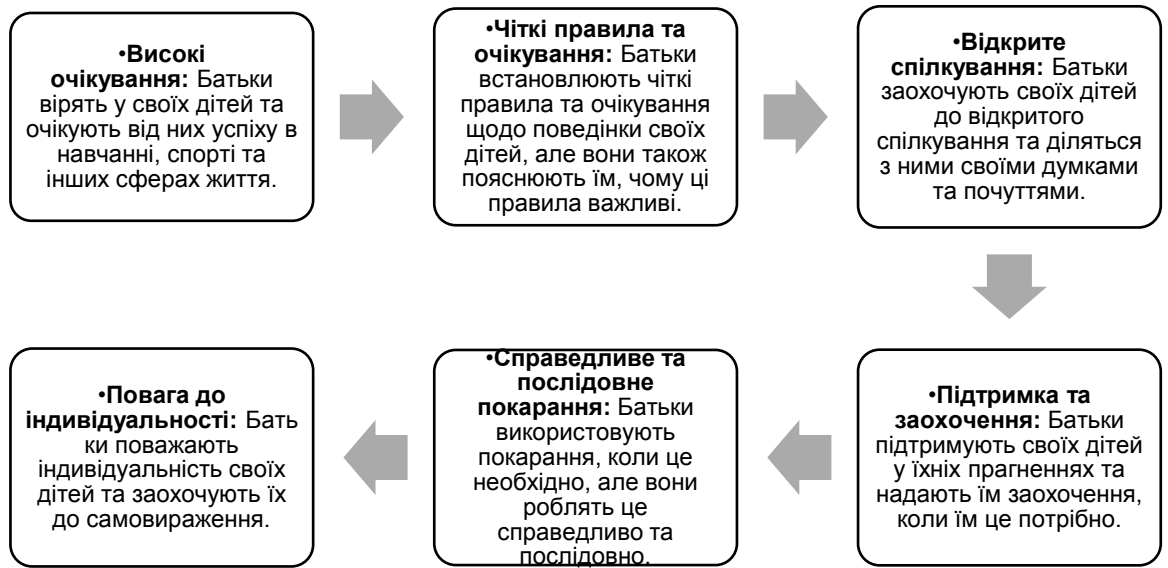 •Високі
очікування: Батьки
вірять у своїх дітей та
очікують від них успіху в
навчанні, спорті та
інших сферах життя.
•Чіткі правила та
очікування: Батьки
встановлюють чіткі
правила та очікування
щодо поведінки своїх
дітей, але вони також
пояснюють їм, чому ці
правила важливі.
•Відкрите
спілкування: Батьки
заохочують своїх дітей
до відкритого
спілкування та діляться
з ними своїми думками
та почуттями.
•Підтримка та
заохочення: Батьки
підтримують своїх дітей
у їхніх прагненнях та
надають їм заохочення,
коли їм це потрібно.
•Справедливе та
послідовне
покарання: Батьки
використовують
покарання, коли це
необхідно, але вони
роблять це
справедливо та
послідовно.
•Повага до
індивідуальності: Бать
ки поважають
індивідуальність своїх
дітей та заохочують їх
до самовираження.